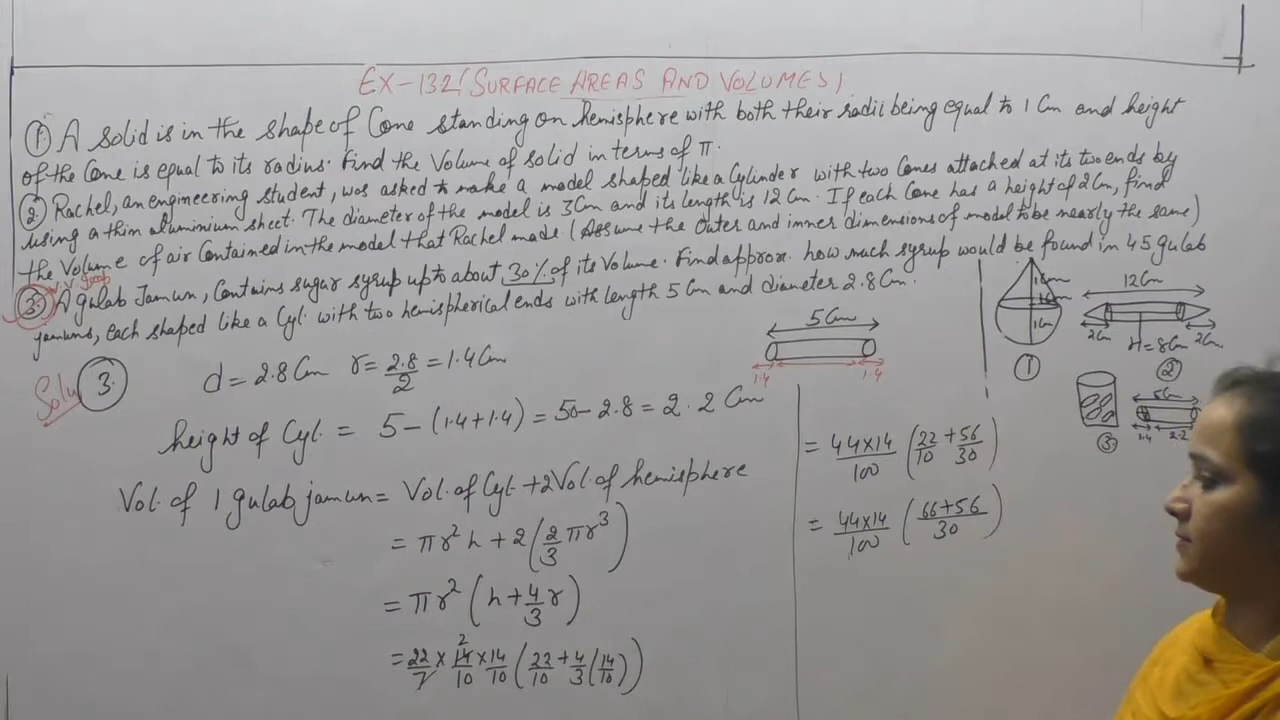 EX-132 (SURFACE AREAS AND VOLUMES)
① A solid is in the shape of Cone standing on hemisphere with both their radii being equal to 1 Cm and height
of the Cone is equal to its radius. Find the Volume of solid in terms of π.
② Rachel, an engineering student, was asked to make a model shaped like a Cylinder with two Cones attached at its two ends by
using a thin aluminium sheet. The diameter of the model is 3 Cm and its length is 12 Cm. If each Cone has a height of 2 Cm, find
the Volume of air Contained in the model that Rachel made (Assume the Outer and inner dimensions of model to be nearly the same)
③ A gulab Jamun, Contains sugar syrup up to about 30% of its Volume. Find approx. how much syrup would be found in 45 gulab
jamuns, each shaped like a Cyl. with two hemispherical ends with length 5 Cm and diameter 2.8 Cm.
1Cm
1Cm
1Cm
①
12 Cm
2Cm
H=8Cm
2Cm
②
5Cm
1.4
2.2
③
5 Cm
1.4
1.4
Solu ③.
d = 2.8 Cm r = 2.8/2 = 1.4 Cm
height of Cyl. = 5 - (1.4+1.4) = 50 - 2.8 = 2.2 Cm
Vol. of 1 gulab jamun = Vol. of Cyl. + 2 Vol. of hemisphere
= πr² h + 2 (2/3 πr³)
= πr² (h + 4/3 r)
= 22/7 × 14/10 2 × 14/10 (22/10 + 4/3 (14/10))
= 44×14/100 (22/10 + 56/30)
= 44×14/100 (66+56/30)